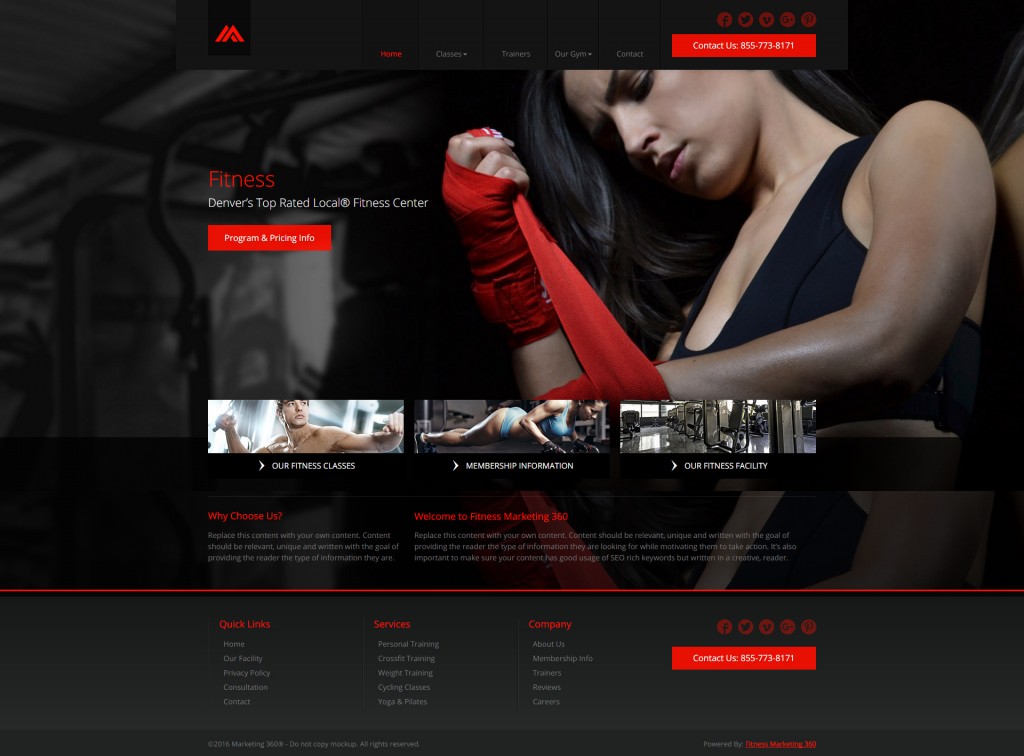 Home
Classes
Trainers
Our Gym
Contact
Contact Us: 855-773-8171
Fitness
Denver's Top Rated Local® Fitness Center
Program & Pricing Info
OUR FITNESS CLASSES
MEMBERSHIP INFORMATION
OUR FITNESS FACILITY
Why Choose Us?
Replace this content with your own content. Content
should be relevant, unique and written with the goal of
providing the reader the type of information they are.
Welcome to Fitness Marketing 360
Replace this content with your own content. Content should be relevant, unique and written with the goal of
providing the reader the type of information they are looking for while motivating them to take action. It's also
important to make sure your content has good usage of SEO rich keywords but written in a creative, reader.
Quick Links
Home
Our Facility
Privacy Policy
Consultation
Contact
Services
Personal Training
Crossfit Training
Weight Training
Cycling Classes
Yoga & Pilates
Company
About Us
Membership Info
Trainers
Reviews
Careers
Contact Us: 855-773-8171
©2016 Marketing 360® - Do not copy mockup. All rights reserved.
Powered By: Fitness Marketing 360